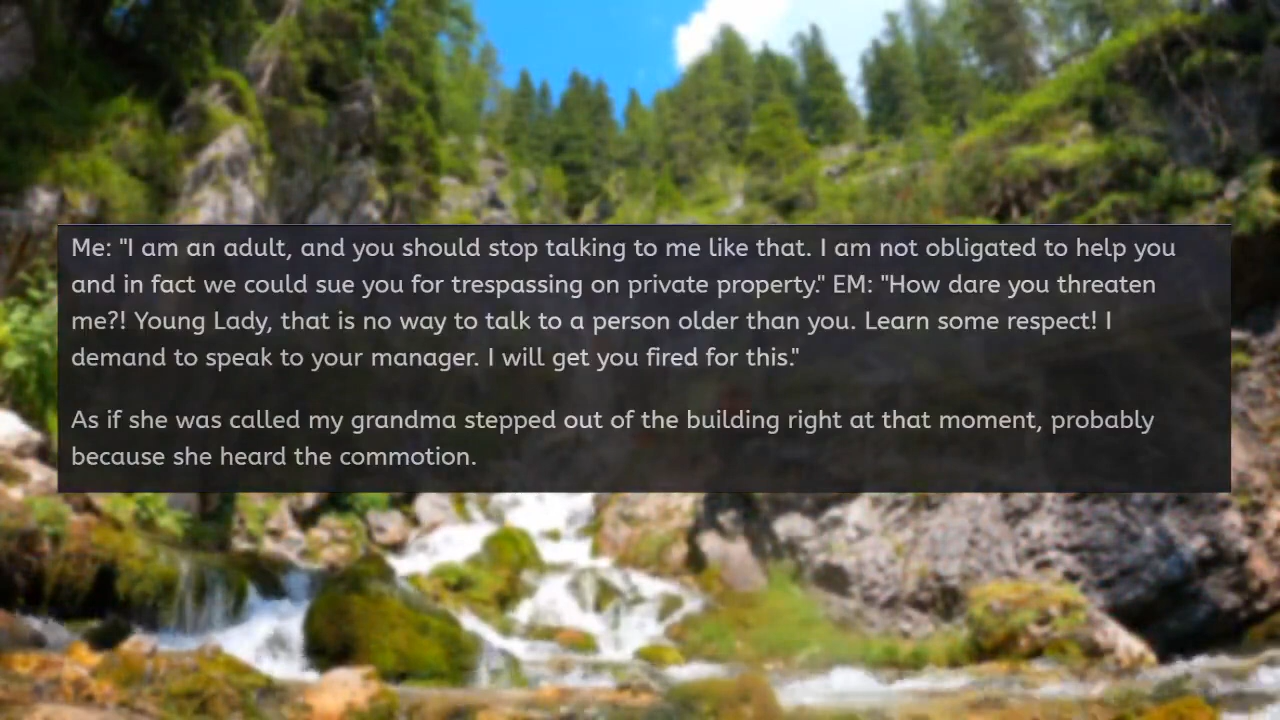 Me: "I am an adult, and you should stop talking to me like that. I am not obligated to help you
and in fact we could sue you for trespassing on private property." EM: "How dare you threaten
me?! Young Lady, that is no way to talk to a person older than you. Learn some respect! I
demand to speak to your manager. I will get you fired for this."
As if she was called my grandma stepped out of the building right at that moment, probably
because she heard the commotion.